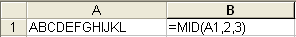 A B
1 ABCDEFGHIJKL =MID(A1,2,3)